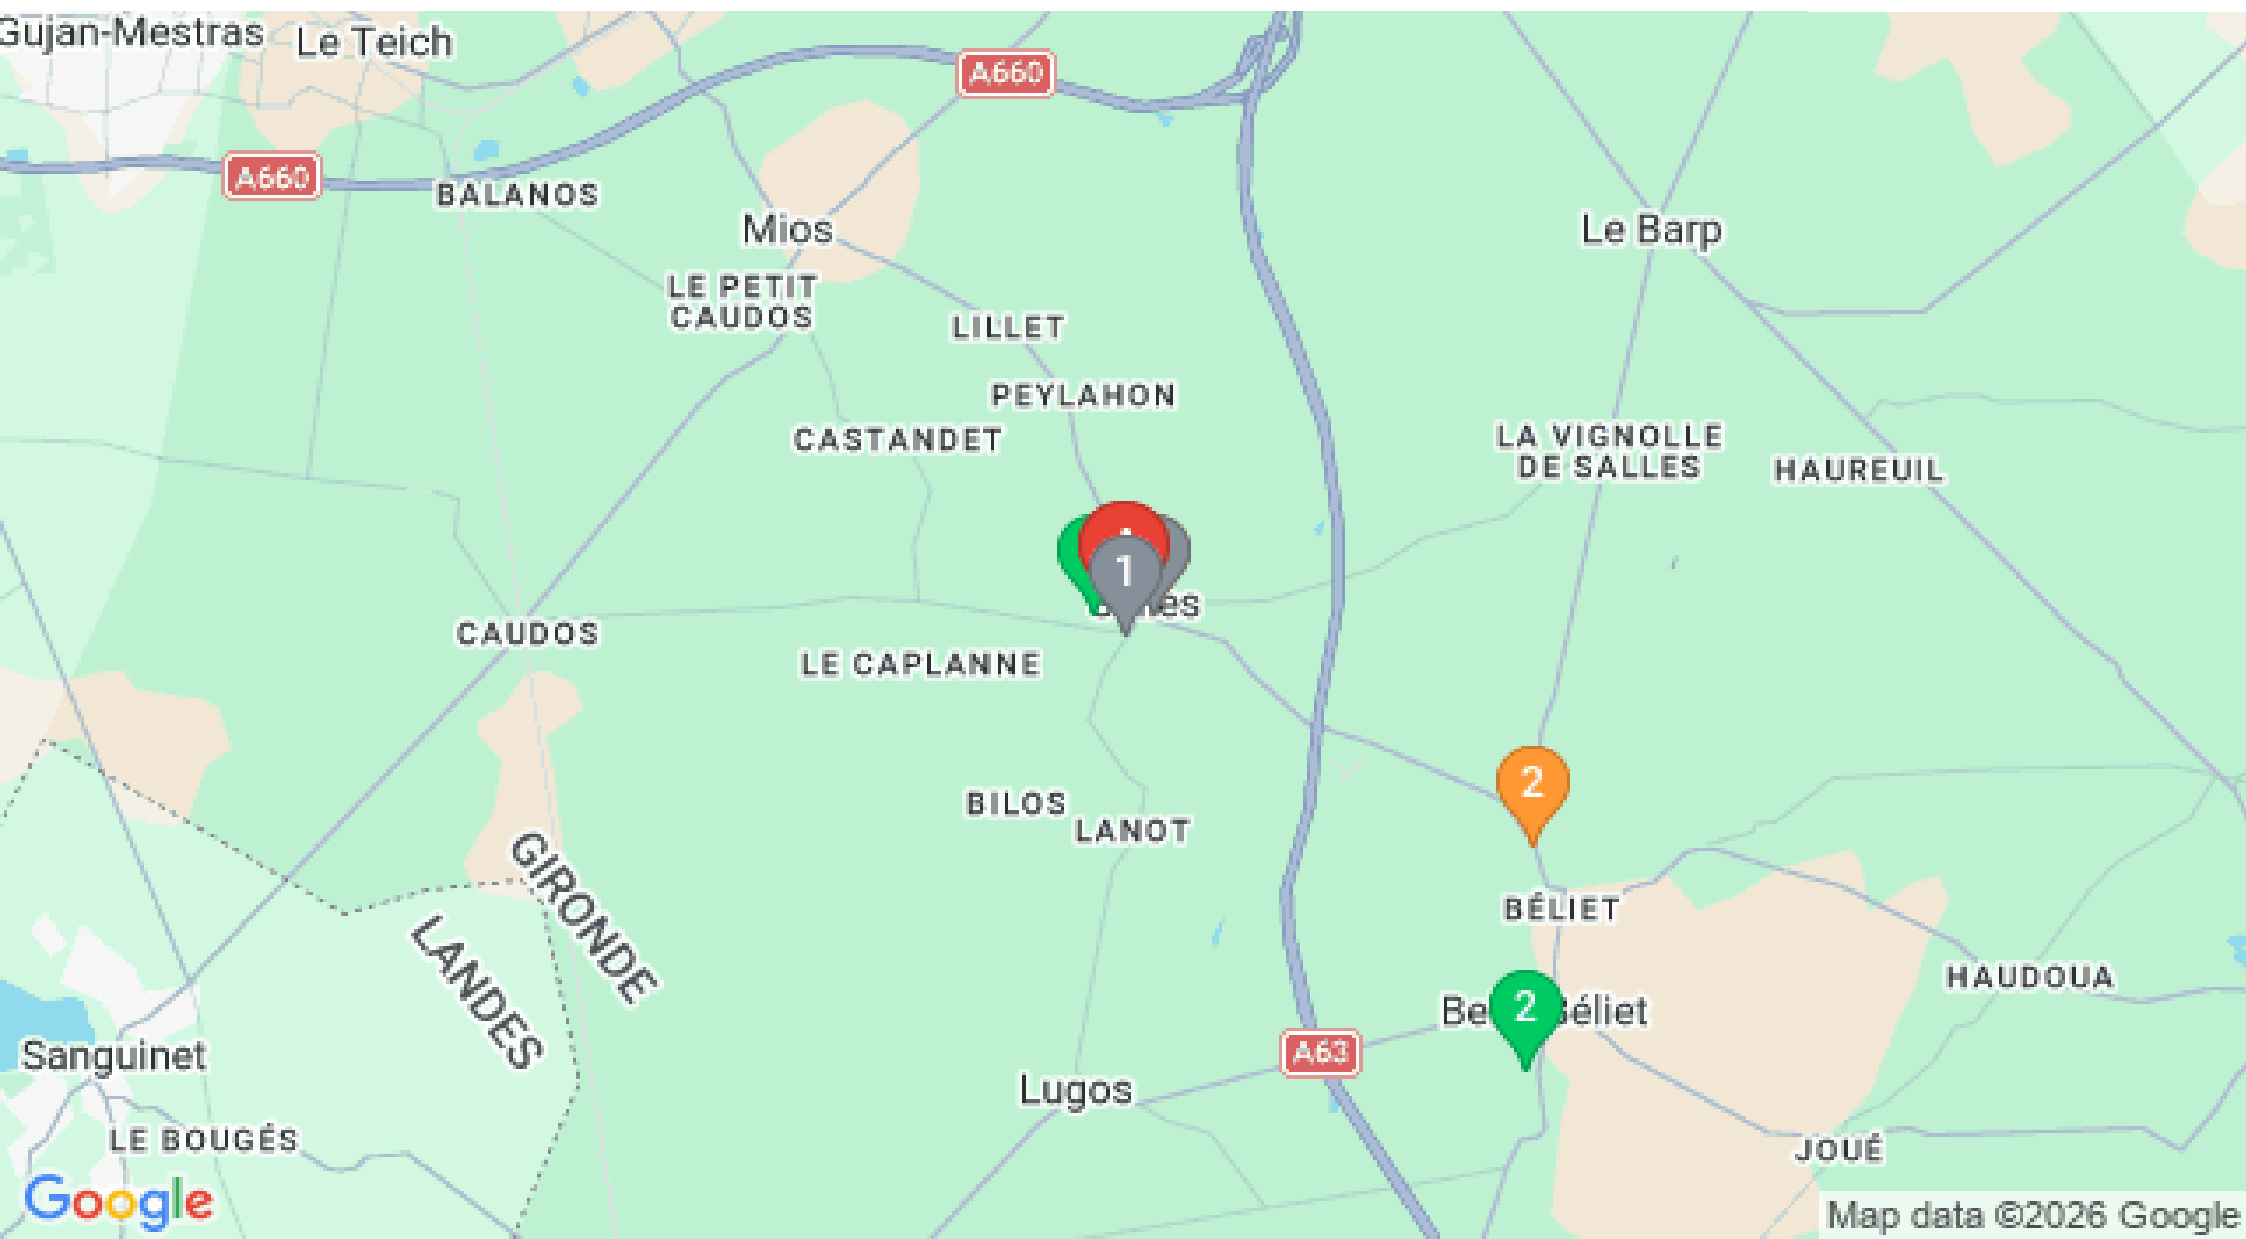 Gujan-Mestras
Le Teich
A660
A660
BALANOS
Mios
Le Barp
LE PETIT
CAUDOS
LILLET
PEYLAHON
CASTANDET
LA VIGNOLLE
DE SALLES
HAUREUIL
1
CAUDOS
LE CAPLANNE
2
BILOS
LANOT
GIRONDE
LANDES
BÉLIET
HAUDOUA
2
A63
Sanguinet
Lugos
LE BOUGÉS
JOUÉ
Google
Map data ©2026 Google